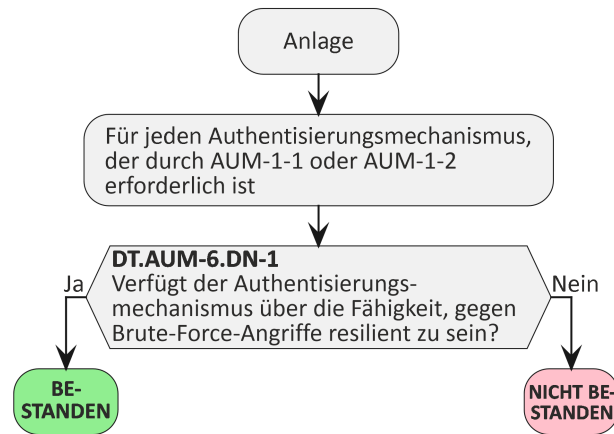 Anlage
Für jeden Authentisierungsmechanismus,
der durch AUM-1-1 oder AUM-1-2
erforderlich ist
DT.AUM-6.DN-1
Ja
Verfügt der Authentisierungs-
Nein
mechanismus über die Fähigkeit, gegen
Brute-Force-Angriffe resilient zu sein?
BE-
STANDEN
NICHT BE-
STANDEN